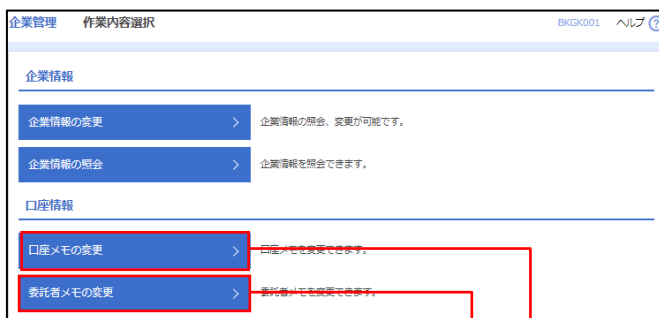 企業管理 作業内容選択 BKGK001 ヘルプ ?
企業情報
企業情報の変更 > 企業情報の照会、変更が可能です。
企業情報の照会 > 企業情報を照会できます。
口座情報
口座メモの変更 > 口座メモを変更できます。
委託者メモの変更 > 委託者メモを変更できます。